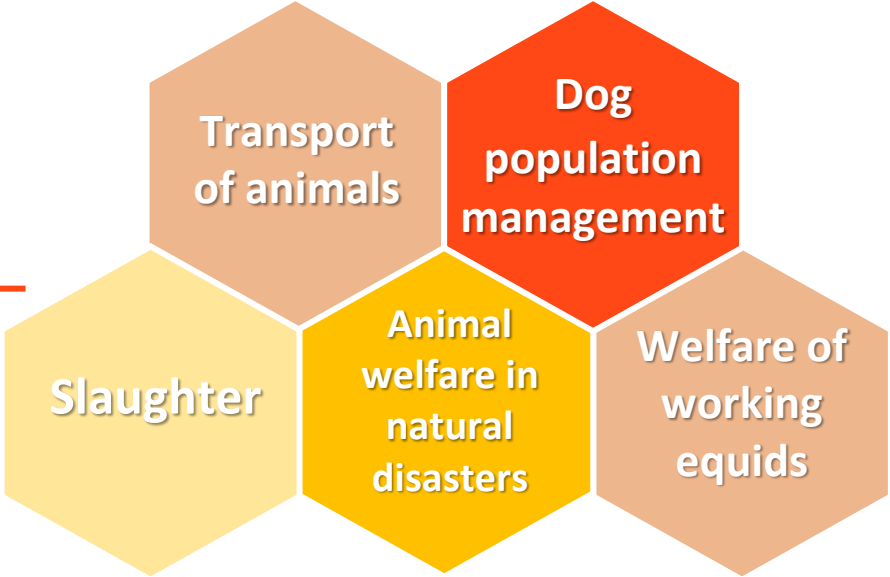 Transport
of animals
Dog
population
management
Slaughter
Animal
welfare in
natural
disasters
Welfare of
working
equids